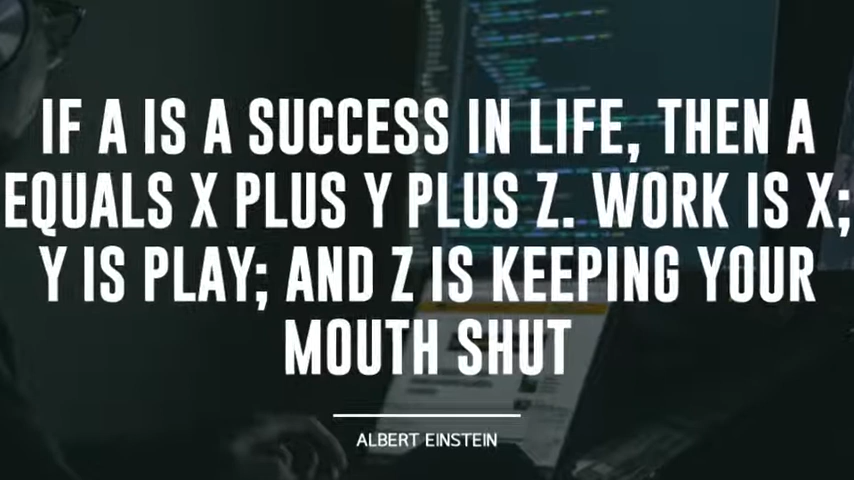 IF A IS A SUCCESS IN LIFE, THEN A
EQUALS X PLUS Y PLUS Z. WORK IS X;
Y IS PLAY; AND Z IS KEEPING YOUR
MOUTH SHUT
ALBERT EINSTEIN